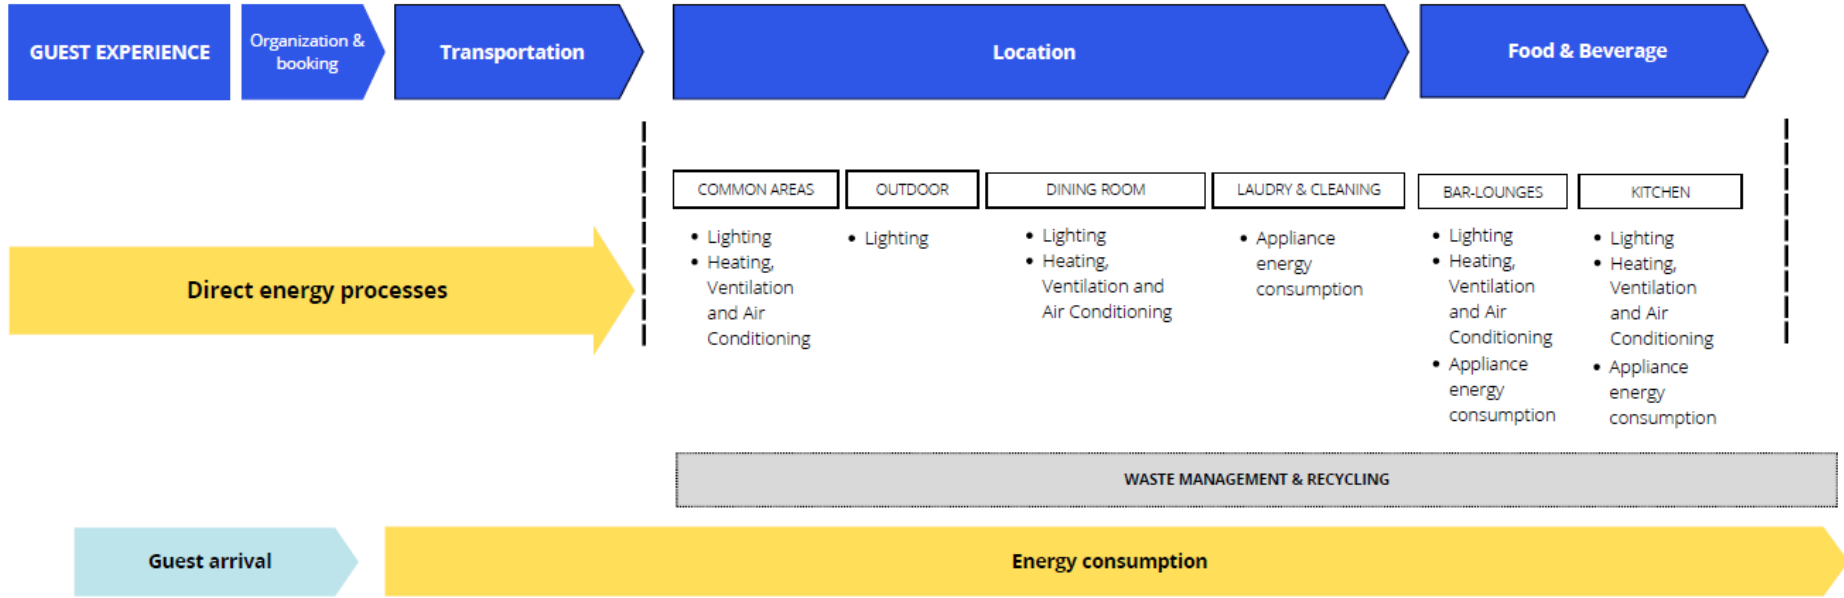 GUEST EXPERIENCE
Organization &
booking
Transportation
Location
Food & Beverage
Direct energy processes
COMMON AREAS
• Lighting
• Heating,
Ventilation
and Air
Conditioning
OUTDOOR
• Lighting
DINING ROOM
• Lighting
• Heating,
Ventilation and
Air Conditioning
LAUDRY & CLEANING
• Appliance
energy
consumption
BAR-LOUNGES
• Lighting
• Heating,
Ventilation
and Air
Conditioning
• Appliance
energy
consumption
KITCHEN
• Lighting
• Heating,
Ventilation
and Air
Conditioning
• Appliance
energy
consumption
WASTE MANAGEMENT & RECYCLING
Guest arrival
Energy consumption